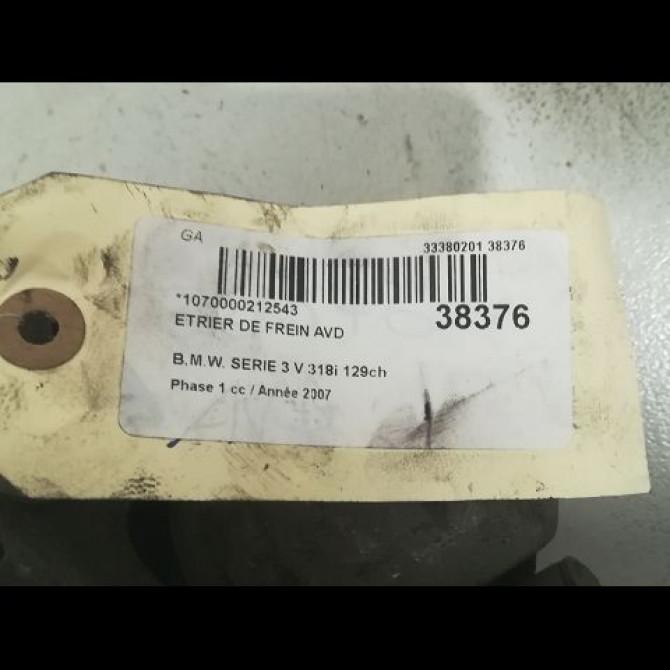 GA
33380201 38376
*1070000212543
38376
ETRIER DE FREIN AVD
B.M.W. SERIE 3 V 318i 129ch
Phase 1 cc / Année 2007